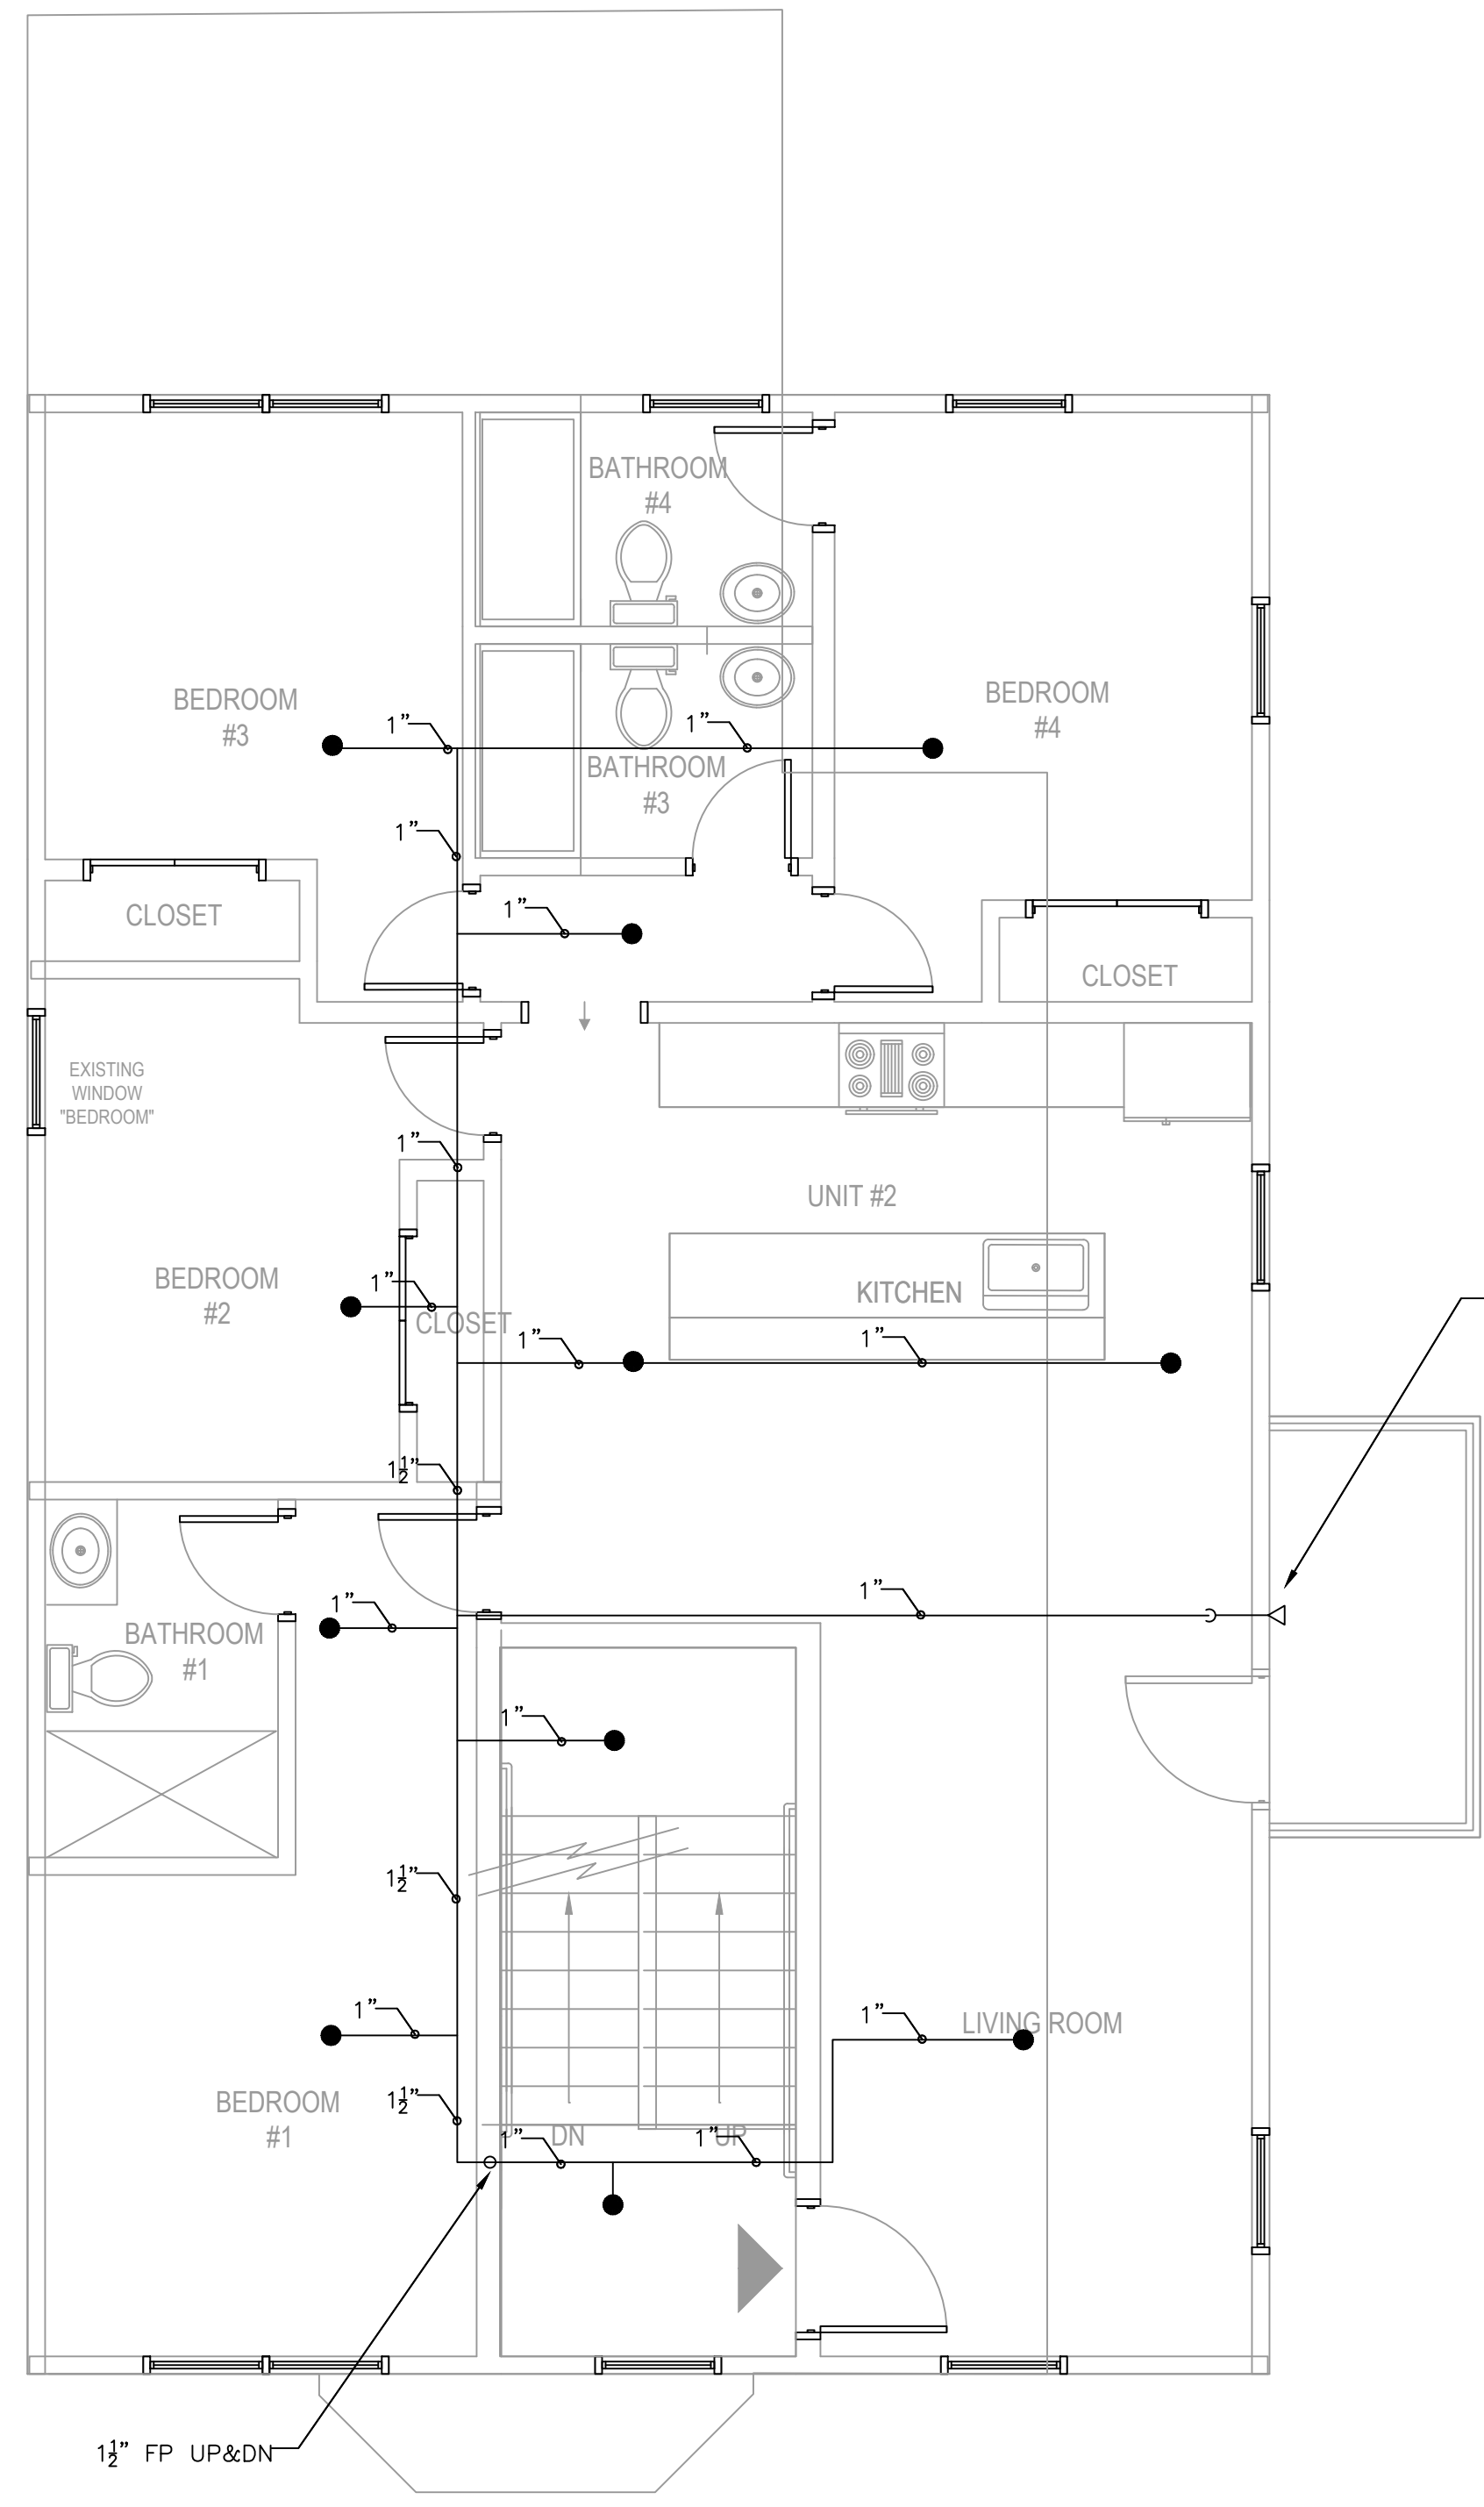 BATHROOM
#4
BEDROOM
#3
BEDROOM
#4
1”
1”
BATHROOM
#3
1”
CLOSET
1”
CLOSET
EXISTING
WINDOW
"BEDROOM"
1”
UNIT #2
BEDROOM
#2
1”
CLOSET
KITCHEN
1”
1”
1½”
1”
1”
BATHROOM
#1
1”
1½”
1”
1”
LIVING ROOM
BEDROOM
#1
1½”
1”
DN
1”
UP
1½” FP UP&DN